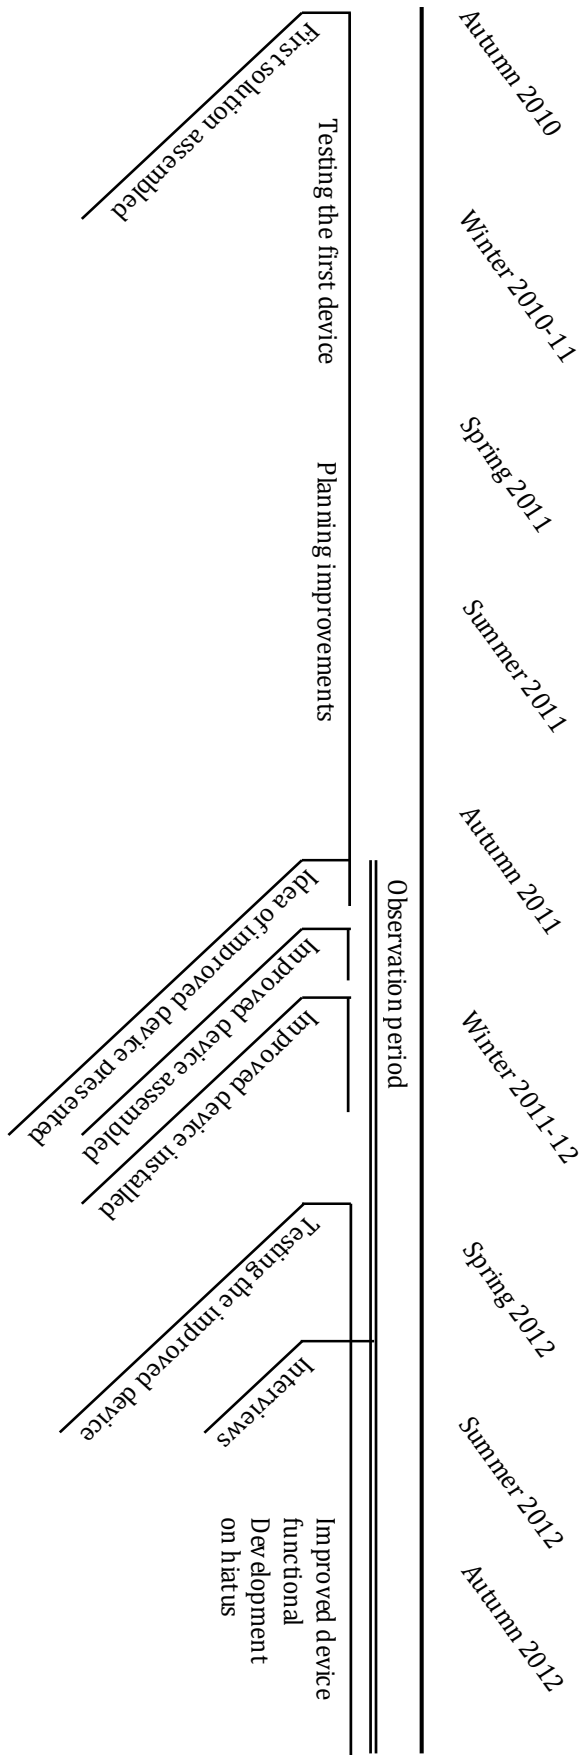 Autumn 2010
Winter 2010-11
Spring 2011
Summer 2011
Autumn 2011
Winter 2011-12
Spring 2012
Summer 2012
Autumn 2012
Observation period
First solution assembled
Testing the first device
Planning improvements
Idea of improved device presented
Improved device assembled
Improved device installed
Testing the improved device
Interviews
Improved device
functional
Development
on hiatus